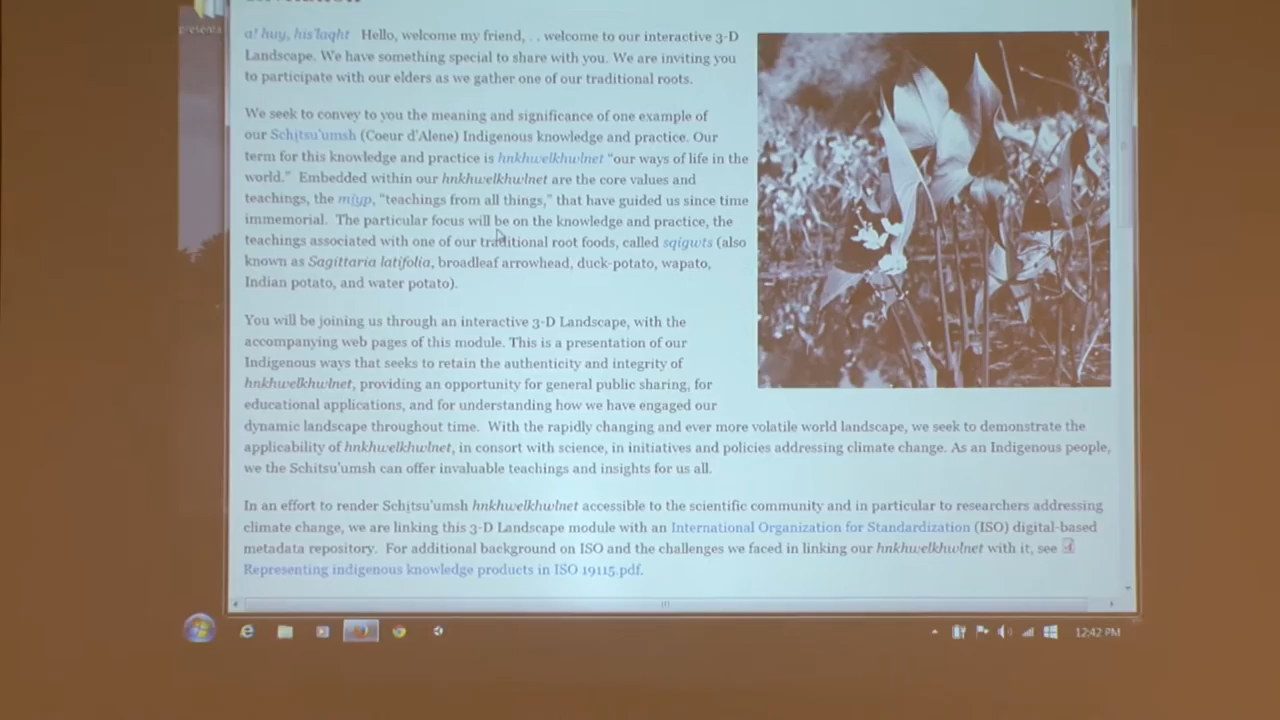 presenta
a! huy, his'laqht Hello, welcome my friend, . . welcome to our interactive 3-D
Landscape. We have something special to share with you. We are inviting you
to participate with our elders as we gather one of our traditional roots.
We seek to convey to you the meaning and significance of one example of
our Schi̱tsu'umsh (Coeur d'Alene) Indigenous knowledge and practice. Our
term for this knowledge and practice is hnkhwelkhwlnet "our ways of life in the
world." Embedded within our hnkhwelkhwlnet are the core values and
teachings, the mi̱yp, "teachings from all things," that have guided us since time
immemorial. The particular focus will be on the knowledge and practice, the
teachings associated with one of our traditional root foods, called sqigwts (also
known as Sagittaria latifolia, broadleaf arrowhead, duck-potato, wapato,
Indian potato, and water potato).
You will be joining us through an interactive 3-D Landscape, with the
accompanying web pages of this module. This is a presentation of our
Indigenous ways that seeks to retain the authenticity and integrity of
hnkhwelkhwlnet, providing an opportunity for general public sharing, for
educational applications, and for understanding how we have engaged our
dynamic landscape throughout time. With the rapidly changing and ever more volatile world landscape, we seek to demonstrate the
applicability of hnkhwelkhwlnet, in consort with science, in initiatives and policies addressing climate change. As an Indigenous people,
we the Schitsu'umsh can offer invaluable teachings and insights for us all.
In an effort to render Schi̱tsu'umsh hnkhwelkhwlnet accessible to the scientific community and in particular to researchers addressing
climate change, we are linking this 3-D Landscape module with an International Organization for Standardization (ISO) digital-based
metadata repository. For additional background on ISO and the challenges we faced in linking our hnkhwelkhwlnet with it, see
Representing indigenous knowledge products in ISO 19115.pdf.
12:42 PM